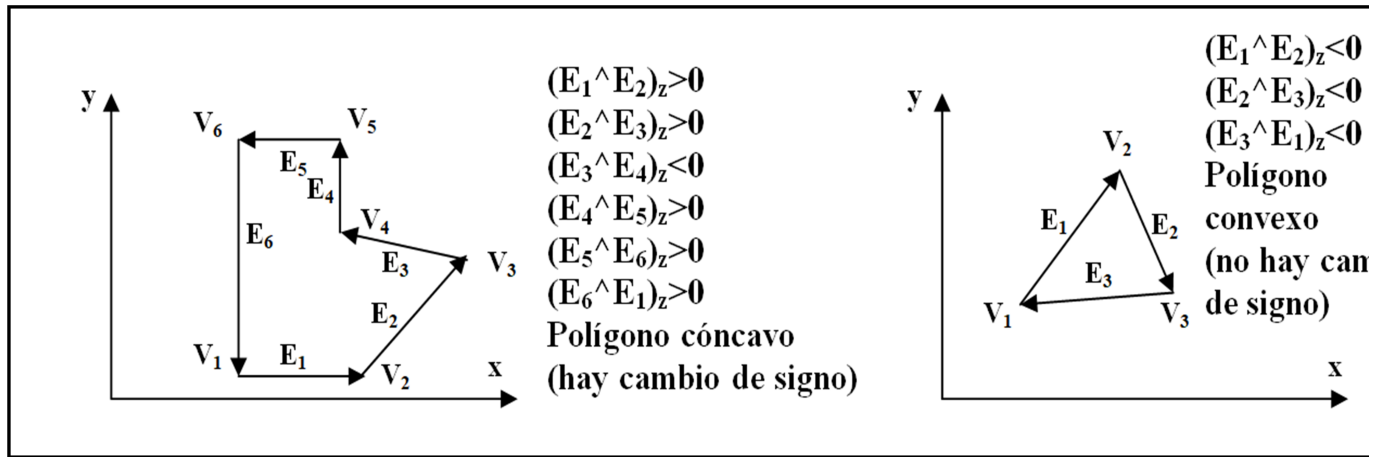 y
V₆
V₅
E₅
E₄
V₄
E₆
E₃
V₃
E₂
V₁
E₁
V₂
x
(E₁^E₂)z>0
(E₂^E₃)z>0
(E₃^E₄)z<0
(E₄^E₅)z>0
(E₅^E₆)z>0
(E₆^E₁)z>0
Polígono cóncavo
(hay cambio de signo)
y
V₂
E₁
E₂
E₃
V₁
V₃
x
(E₁^E₂)z<0
(E₂^E₃)z<0
(E₃^E₁)z<0
Polígono
convexo
(no hay cam
de signo)